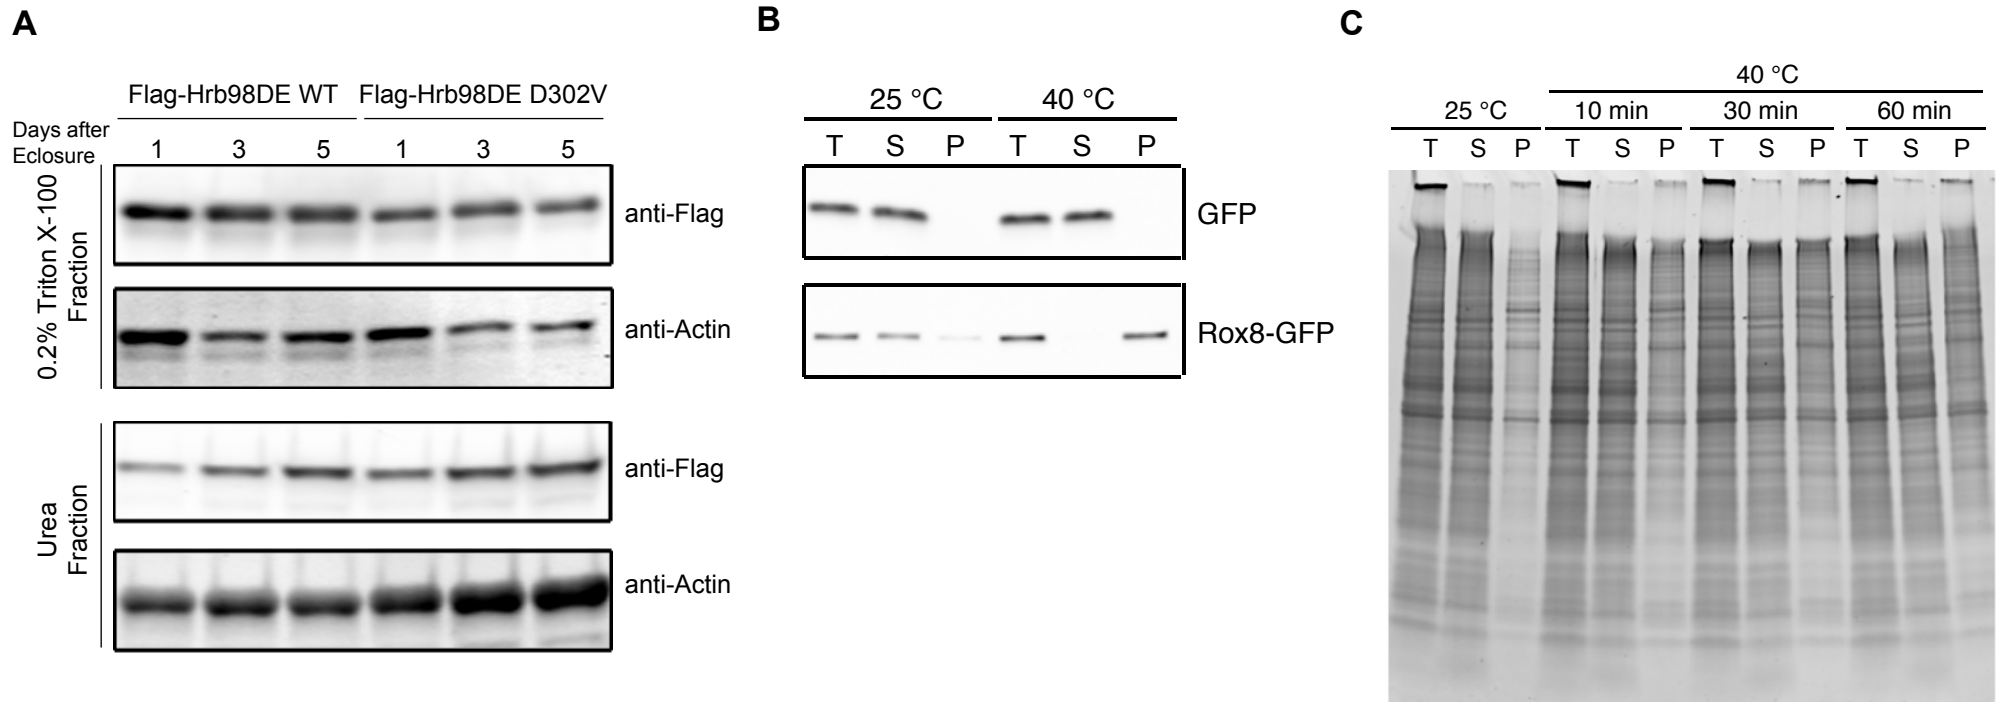 A
Flag-Hrb98DE WT Flag-Hrb98DE D302V
Days after
Eclosure
1 3 5 1 3 5
0.2% Triton X-100
Fraction
anti-Flag
anti-Actin
Urea
Fraction
anti-Flag
anti-Actin
B
25 °C 40 °C
T S P T S P
GFP
Rox8-GFP
C
40 °C
25 °C 10 min 30 min 60 min
T S P T S P T S P T S P